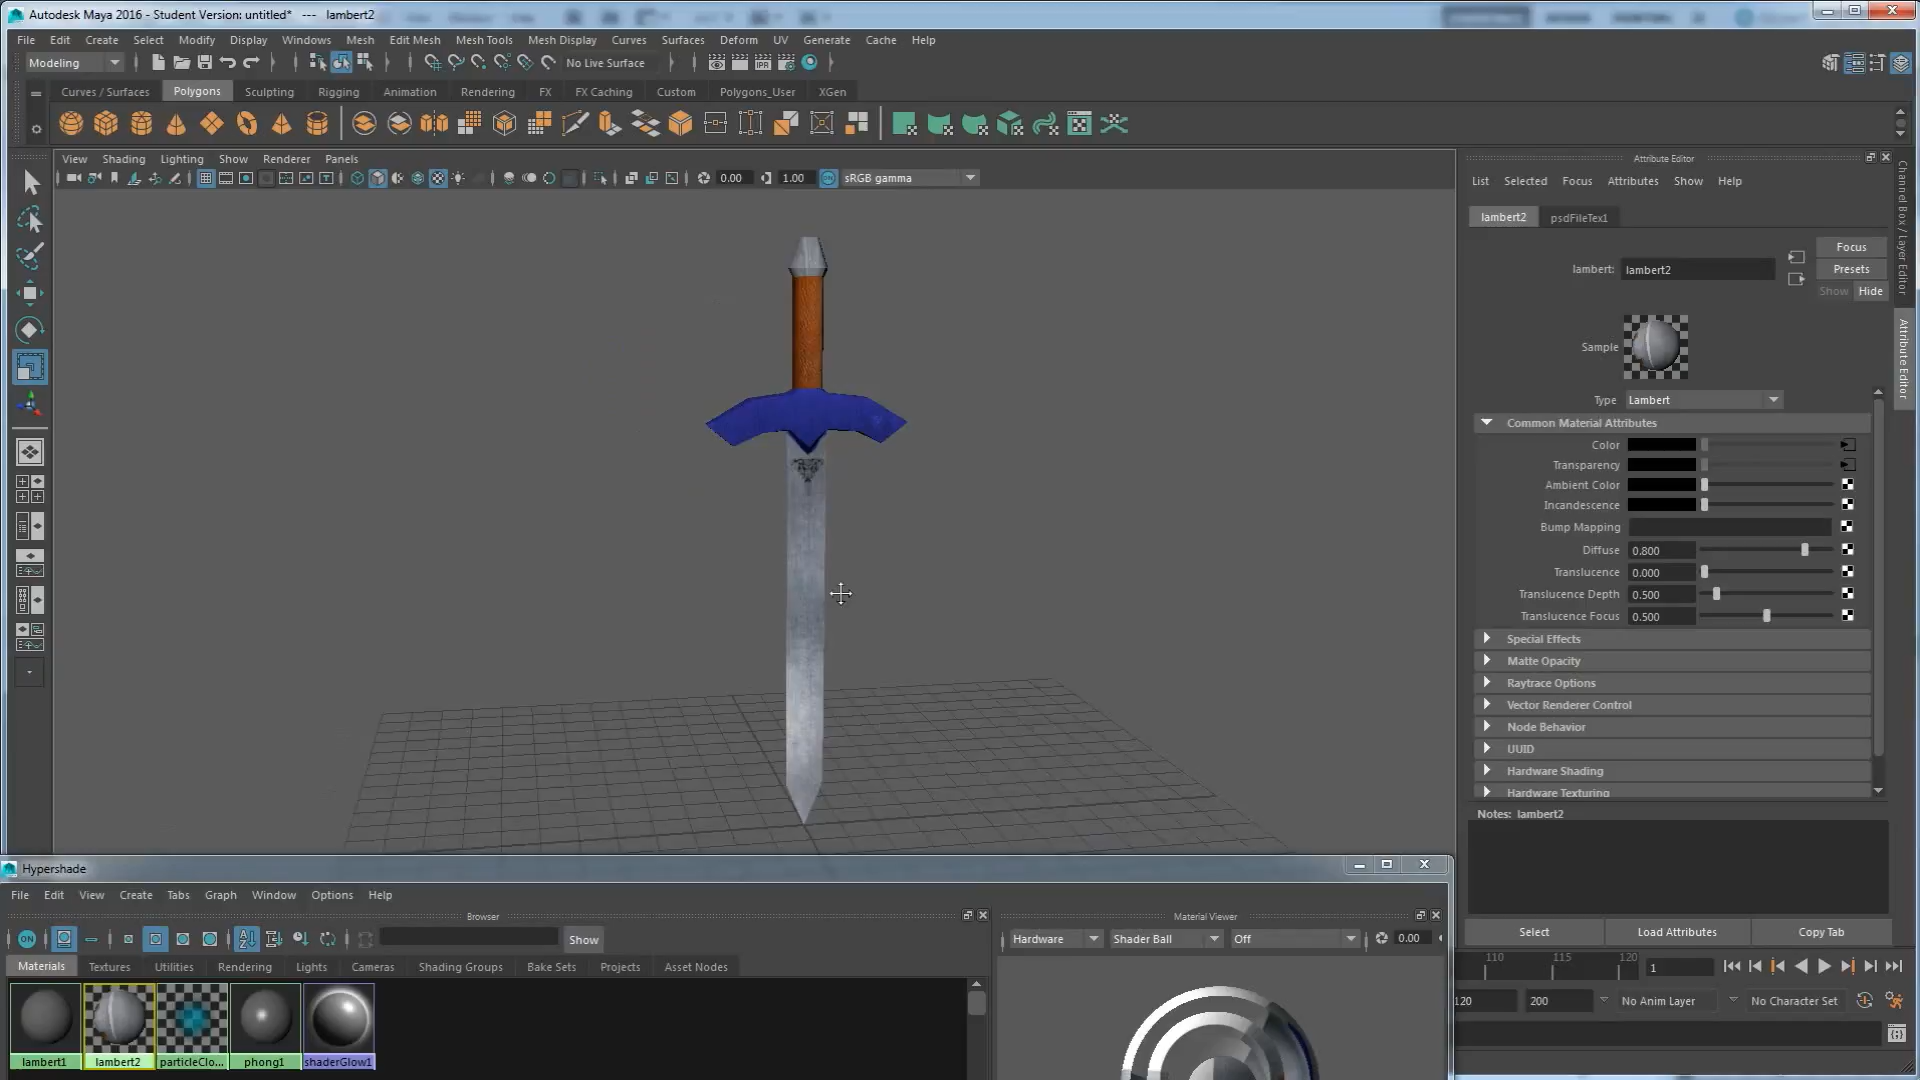 Autodesk Maya 2016 - Student Version: untitled* --- lambert2
File Edit Create Select Modify Display Windows Mesh Edit Mesh Mesh Tools Mesh Display Curves Surfaces Deform UV Generate Cache Help
Modeling No Live Surface
Curves / Surfaces Polygons Sculpting Rigging Animation Rendering FX FX Caching Custom Polygons_User XGen
View Shading Lighting Show Renderer Panels
0.00 1.00 ON sRGB gamma
Attribute Editor
List Selected Focus Attributes Show Help
lambert2 psdFileTex1
Focus
lambert: lambert2
Presets
Show Hide
Sample
Type Lambert
Common Material Attributes
Color
Transparency
Ambient Color
Incandescence
Bump Mapping
Diffuse 0.800
Translucence 0.000
Translucence Depth 0.500
Translucence Focus 0.500
Special Effects
Matte Opacity
Raytrace Options
Vector Renderer Control
Node Behavior
UUID
Hardware Shading
Hardware Texturing
Notes: lambert2
Select Load Attributes Copy Tab
Channel Box / Layer Editor
Attribute Editor
110 115 120 1
120 200 No Anim Layer No Character Set
Hypershade
File Edit View Create Tabs Graph Window Options Help
Browser
ON Show
Materials Textures Utilities Rendering Lights Cameras Shading Groups Bake Sets Projects Asset Nodes
lambert1 lambert2 particleClo... phong1 shaderGlow1
Material Viewer
Hardware Shader Ball Off 0.00